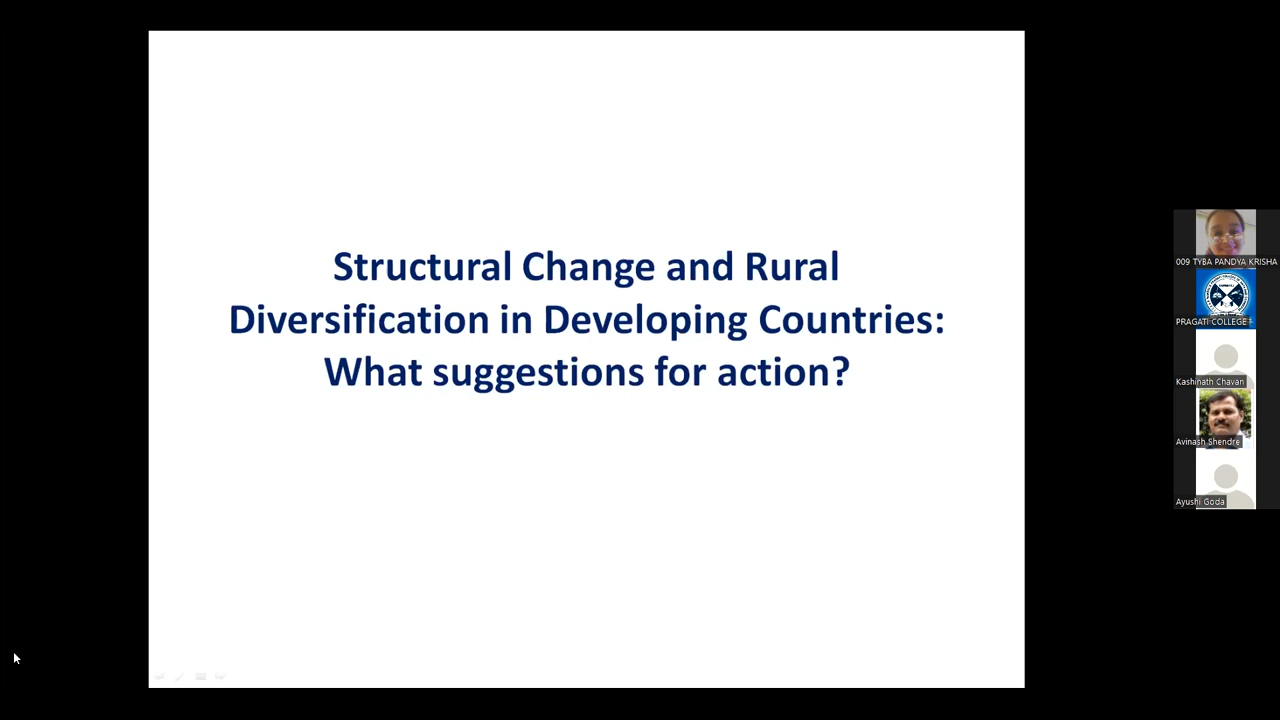 Structural Change and Rural
Diversification in Developing Countries:
What suggestions for action?
009 TYBA PANDYA KRISHA
PRAGATI COLLEGE
Kashinath Chavan
Avinash Shendre
Ayushi Goda